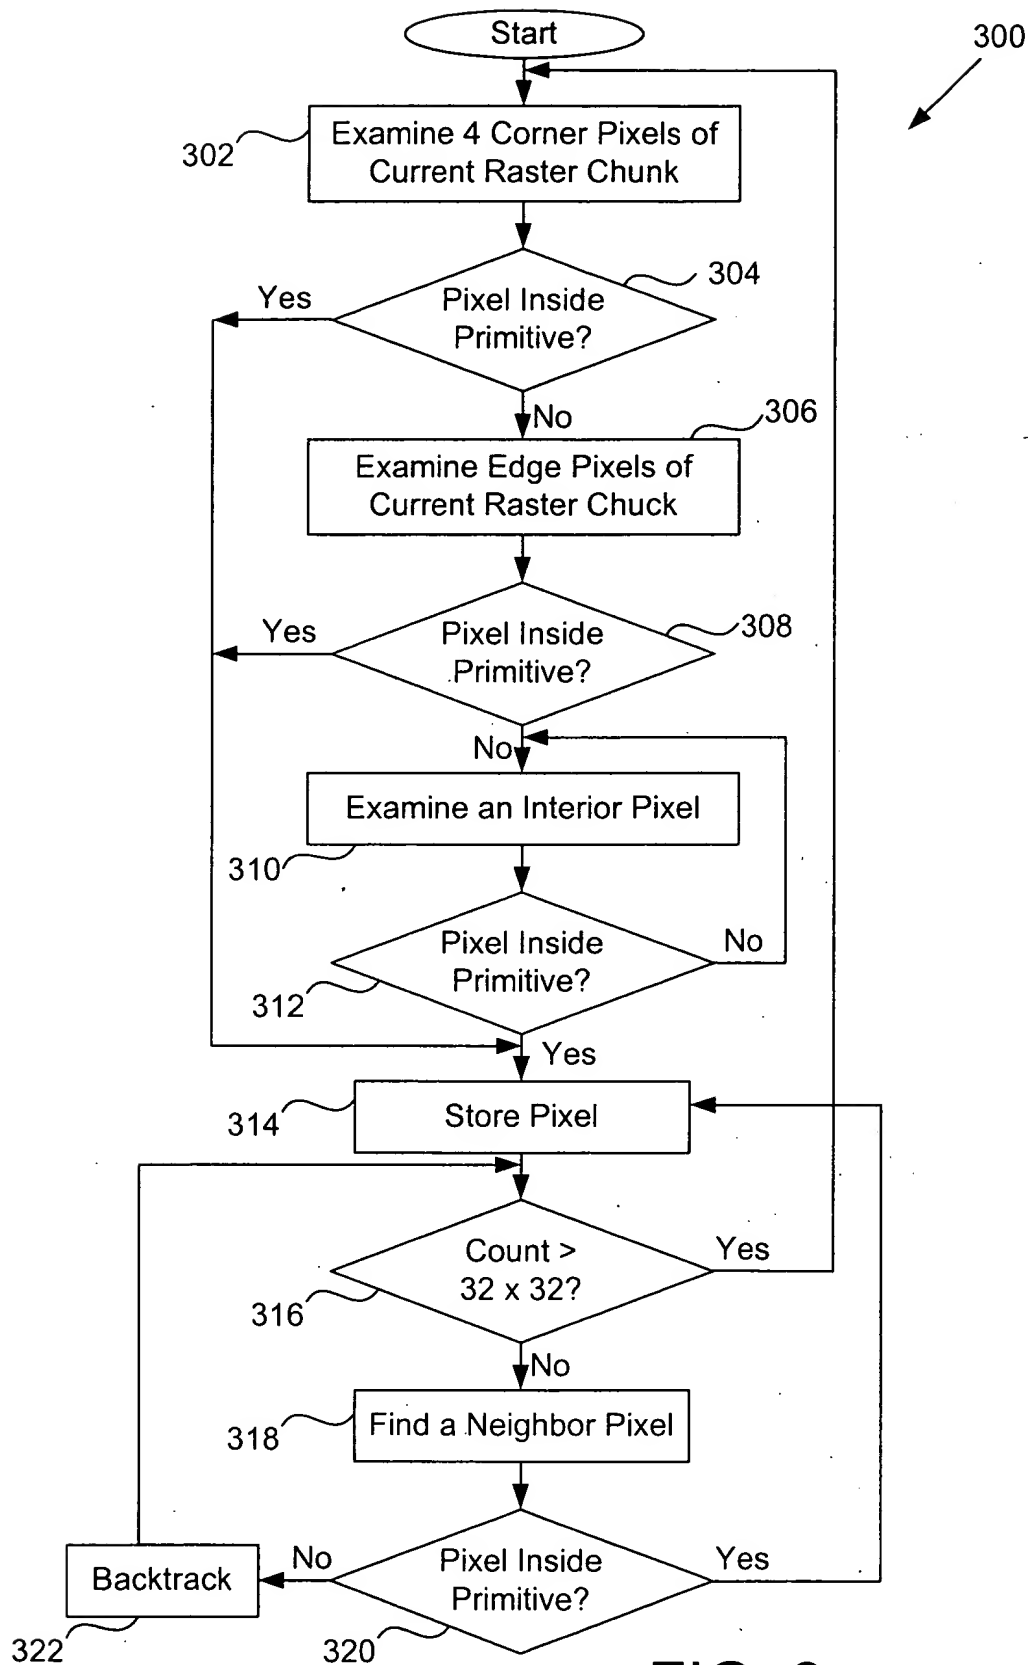 Start
300
302
Examine 4 Corner Pixels of
Current Raster Chunk
304
Yes
Pixel Inside
Primitive?
No
306
Examine Edge Pixels of
Current Raster Chuck
308
Yes
Pixel Inside
Primitive?
No
Examine an Interior Pixel
310
Pixel Inside
Primitive?
No
312
Yes
314
Store Pixel
Count >
32 x 32?
Yes
316
No
318
Find a Neighbor Pixel
Pixel Inside
Primitive?
No
Yes
Backtrack
322
320